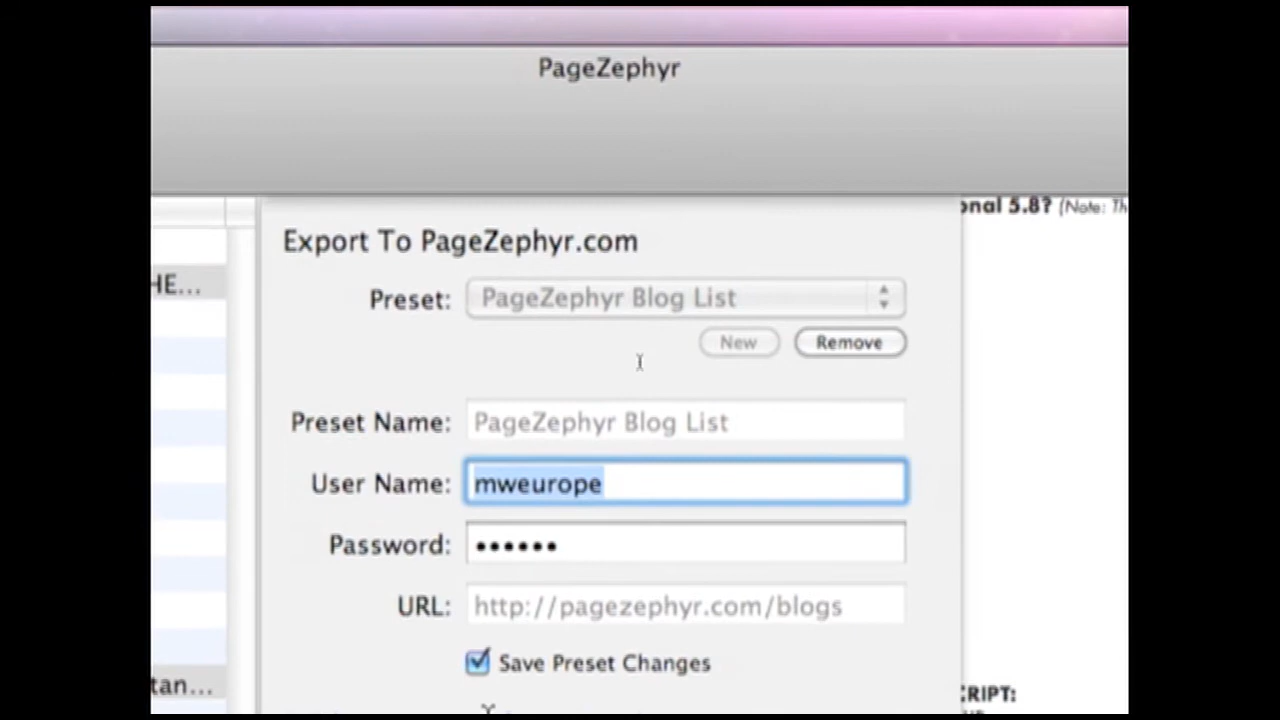 PageZephyr
onal 5.8? (Note: Th
Export To PageZephyr.com
HE...
Preset: PageZephyr Blog List
New Remove
Preset Name: PageZephyr Blog List
User Name: mweurope
Password: ••••••
URL: http://pagezephyr.com/blogs
Save Preset Changes
tan...
CRIPT: